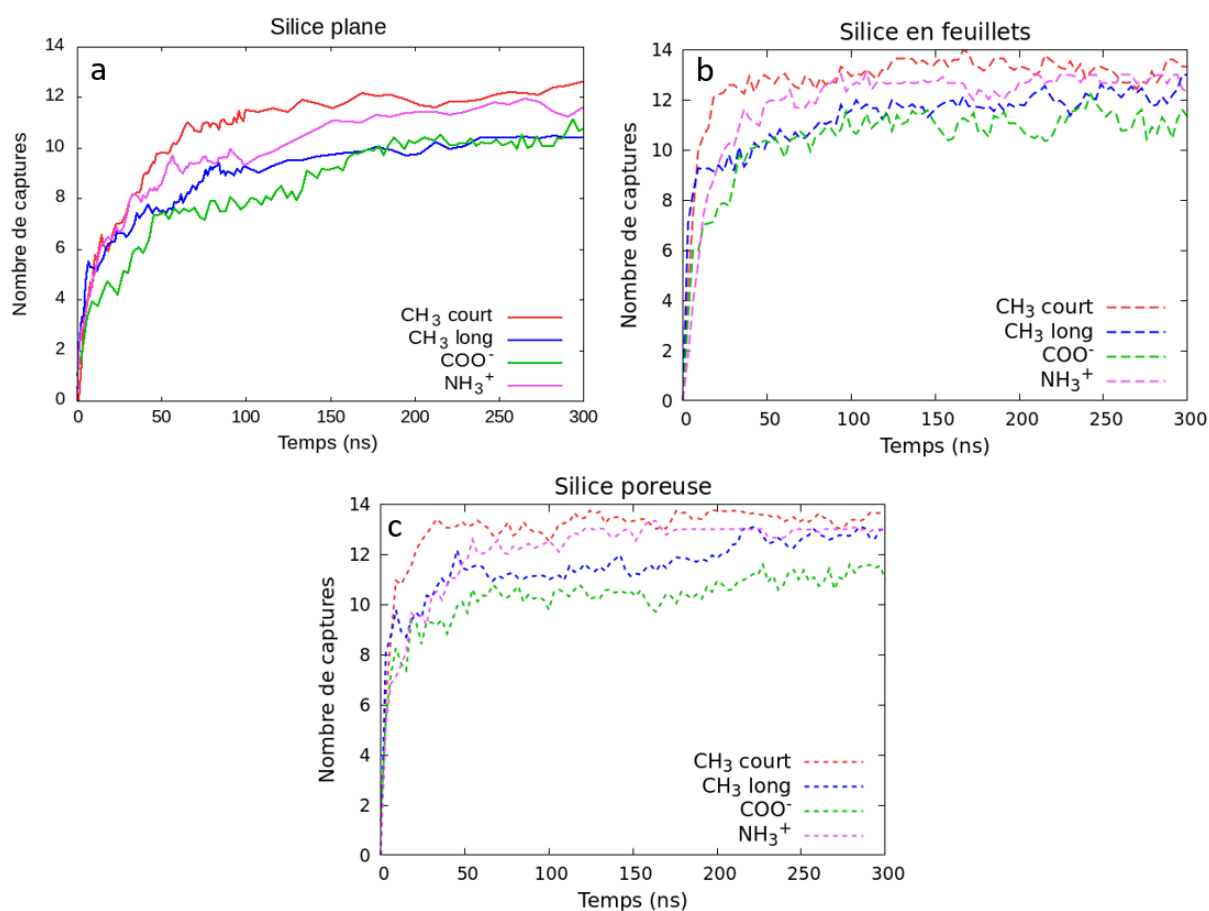 Silice plane
a
Nombre de captures
14
12
10
8
6
4
2
0
CH₃ court
CH₃ long
COO⁻
NH₃⁺
0 50 100 150 200 250 300
Temps (ns)
Silice en feuillets
b
Nombre de captures
14
12
10
8
6
4
2
0
CH₃ court
CH₃ long
COO⁻
NH₃⁺
0 50 100 150 200 250 300
Temps (ns)
Silice poreuse
c
Nombre de captures
14
12
10
8
6
4
2
0
CH₃ court
CH₃ long
COO⁻
NH₃⁺
0 50 100 150 200 250 300
Temps (ns)